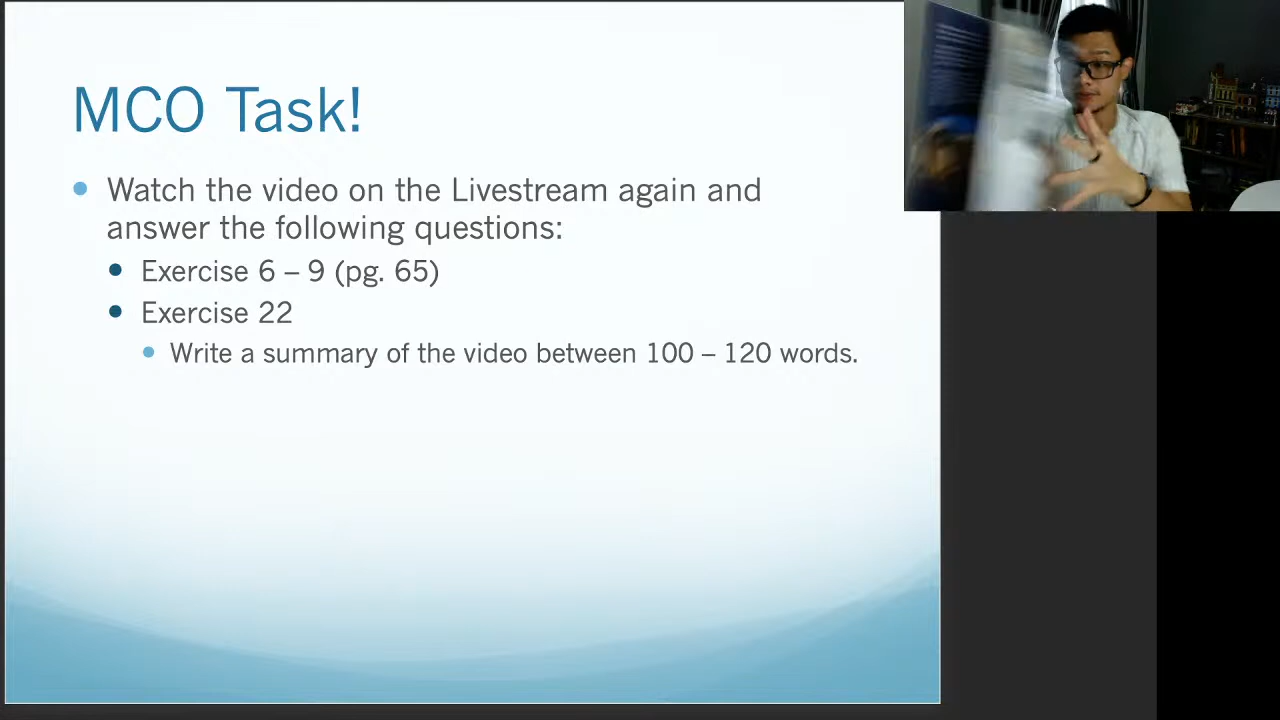 MCO Task!
Watch the video on the Livestream again and
answer the following questions:
Exercise 6 – 9 (pg. 65)
Exercise 22
Write a summary of the video between 100 – 120 words.